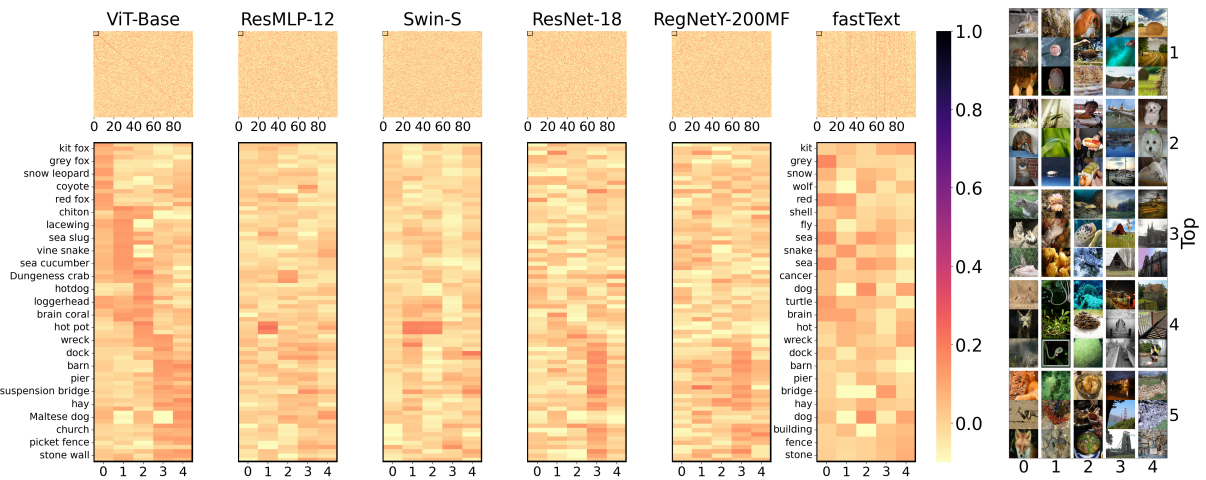 ViT-Base ResMLP-12 Swin-S ResNet-18 RegNetY-200MF fastText
0 20 40 60 80 0 20 40 60 80 0 20 40 60 80 0 20 40 60 80 0 20 40 60 80 0 20 40 60 80
kit fox
grey fox
snow leopard
coyote
red fox
chiton
lacewing
sea slug
vine snake
sea cucumber
Dungeness crab
hotdog
loggerhead
brain coral
hot pot
wreck
dock
barn
pier
suspension bridge
hay
Maltese dog
church
picket fence
stone wall
0 1 2 3 4 0 1 2 3 4 0 1 2 3 4 0 1 2 3 4 0 1 2 3 4
kit
grey
snow
wolf
red
shell
fly
sea
snake
sea
cancer
dog
turtle
brain
hot
wreck
dock
barn
pier
bridge
hay
dog
building
fence
stone
0 1 2 3 4
1.0
0.8
0.6
0.4
0.2
0.0
1
2
3
4
5
Top
0 1 2 3 4